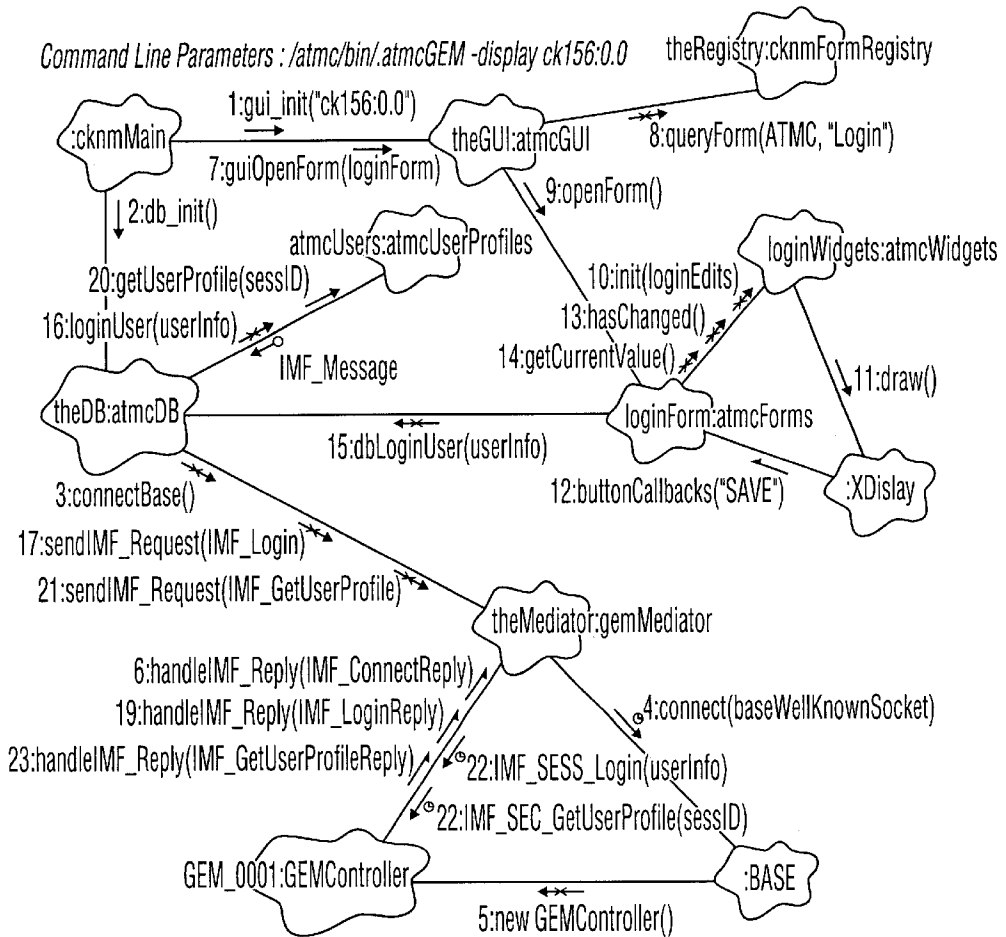 Command Line Parameters : /atmc/bin/.atmcGEM -display ck156:0.0
theRegistry:cknmFormRegistry
1:gui_init("ck156:0.0")
:cknmMain
theGUI:atmcGUI
8:queryForm(ATMC, "Login")
7:guiOpenForm(loginForm)
9:openForm()
2:db_init()
atmcUsers:atmcUserProfiles
loginWidgets:atmcWidgets
20:getUserProfile(sessID)
10:init(loginEdits)
16:loginUser(userInfo)
13:hasChanged()
14:getCurrentValue()
IMF_Message
11:draw()
theDB:atmcDB
loginForm:atmcForms
15:dbLoginUser(userInfo)
12:buttonCallbacks("SAVE")
:XDislay
3:connectBase()
17:sendIMF_Request(IMF_Login)
21:sendIMF_Request(IMF_GetUserProfile)
theMediator:gemMediator
6:handleIMF_Reply(IMF_ConnectReply)
4:connect(baseWellKnownSocket)
19:handleIMF_Reply(IMF_LoginReply)
23:handleIMF_Reply(IMF_GetUserProfileReply)
22:IMF_SESS_Login(userInfo)
22:IMF_SEC_GetUserProfile(sessID)
GEM_0001:GEMController
:BASE
5:new GEMController()